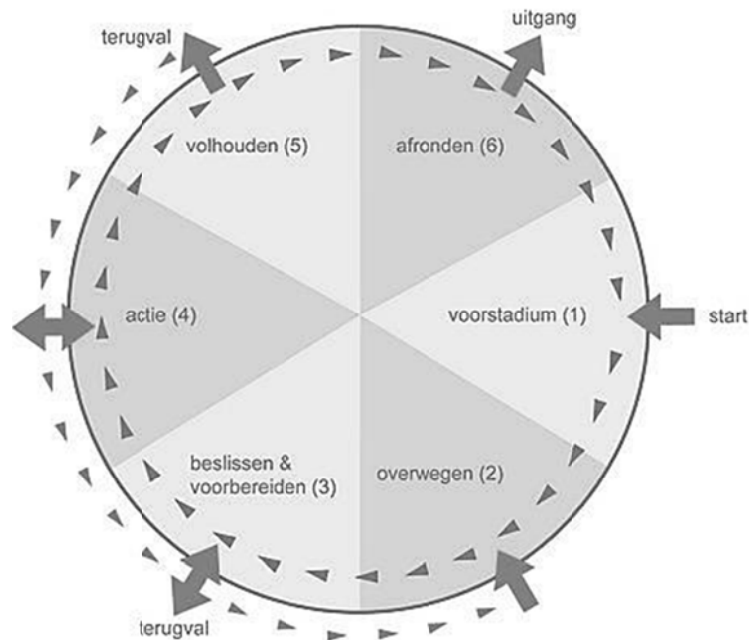 terugval
uitgang
volhouden (5)
afronden (6)
actie (4)
voorstadium (1)
start
beslissen &
voorbereiden (3)
overwegen (2)
terugval